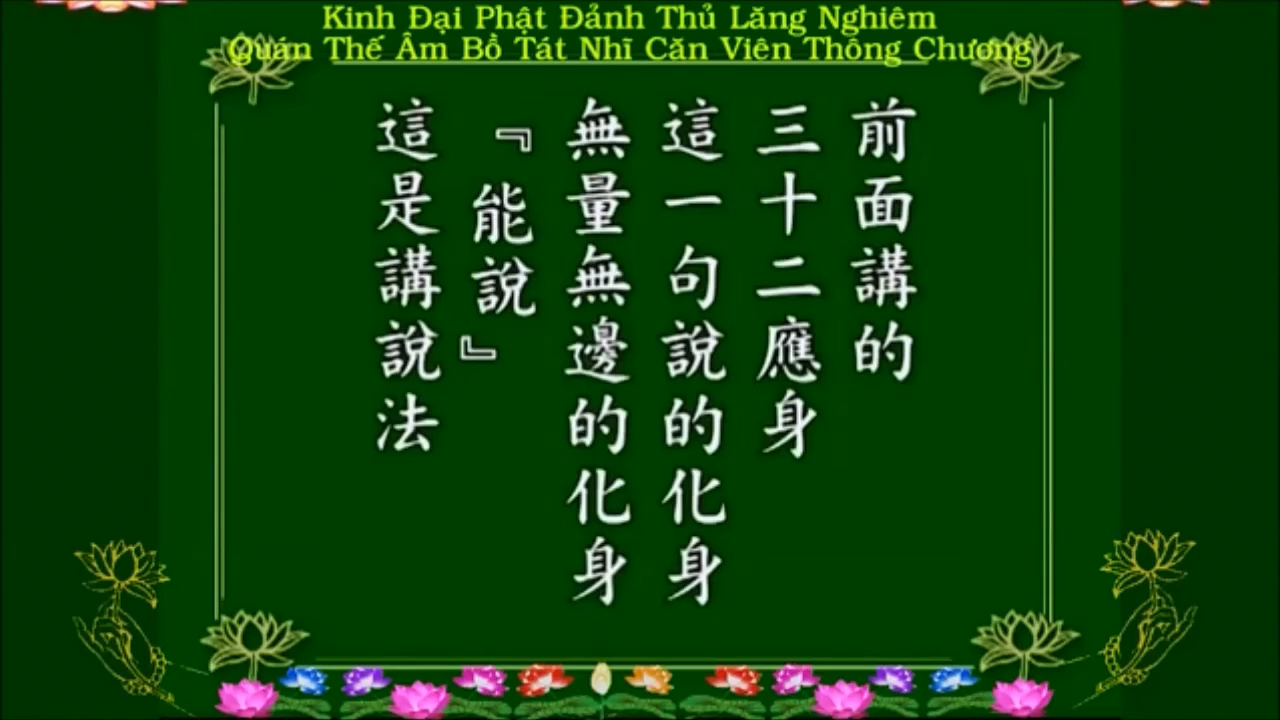 Kinh Đại Phật Đảnh Thủ Lăng Nghiêm
Quán Thế Âm Bồ Tát Nhĩ Căn Viên Thông Chương
前面講的
三十二應身
這一句說的化身
無量無邊的化身
『能說』
這是講說法